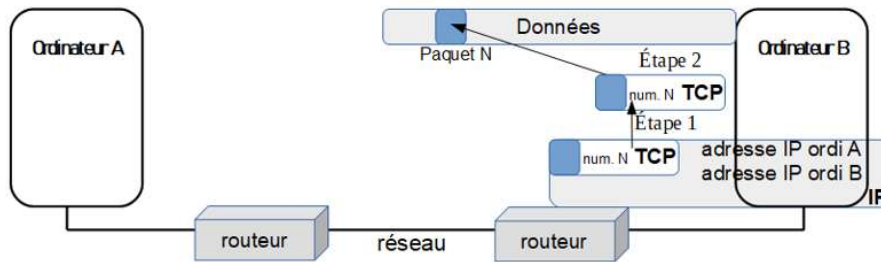 Ordinateur A
Données
Ordinateur B
Paquet N
Étape 2
num. N TCP
Étape 1
num. N TCP
adresse IP ordi A
adresse IP ordi B
IP
routeur
réseau
routeur